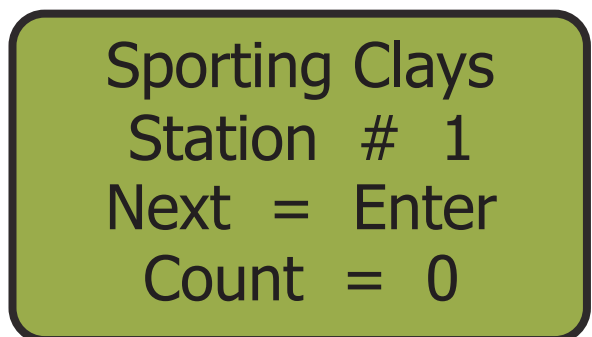 Sporting Clays
Station # 1
Next = Enter
Count = 0